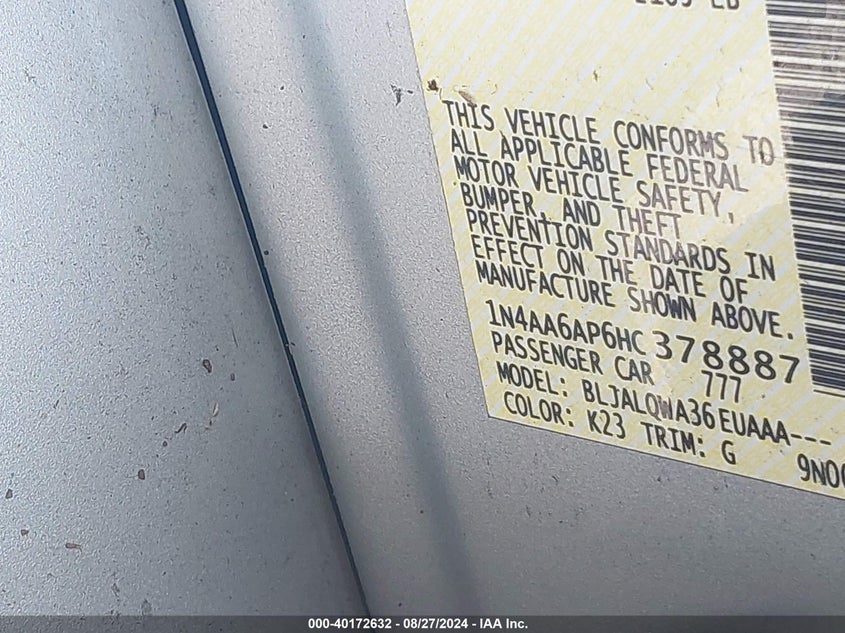 THIS VEHICLE CONFORMS TO
ALL APPLICABLE FEDERAL
MOTOR VEHICLE SAFETY,
BUMPER, AND THEFT
PREVENTION STANDARDS IN
EFFECT ON THE DATE OF
MANUFACTURE SHOWN ABOVE.
1N4AA6AP6HC 378887
PASSENGER CAR 777
MODEL: BLJALQWA36EUAAA---
COLOR: K23 TRIM: G
000-40172632 - 08/27/2024 - IAA Inc.